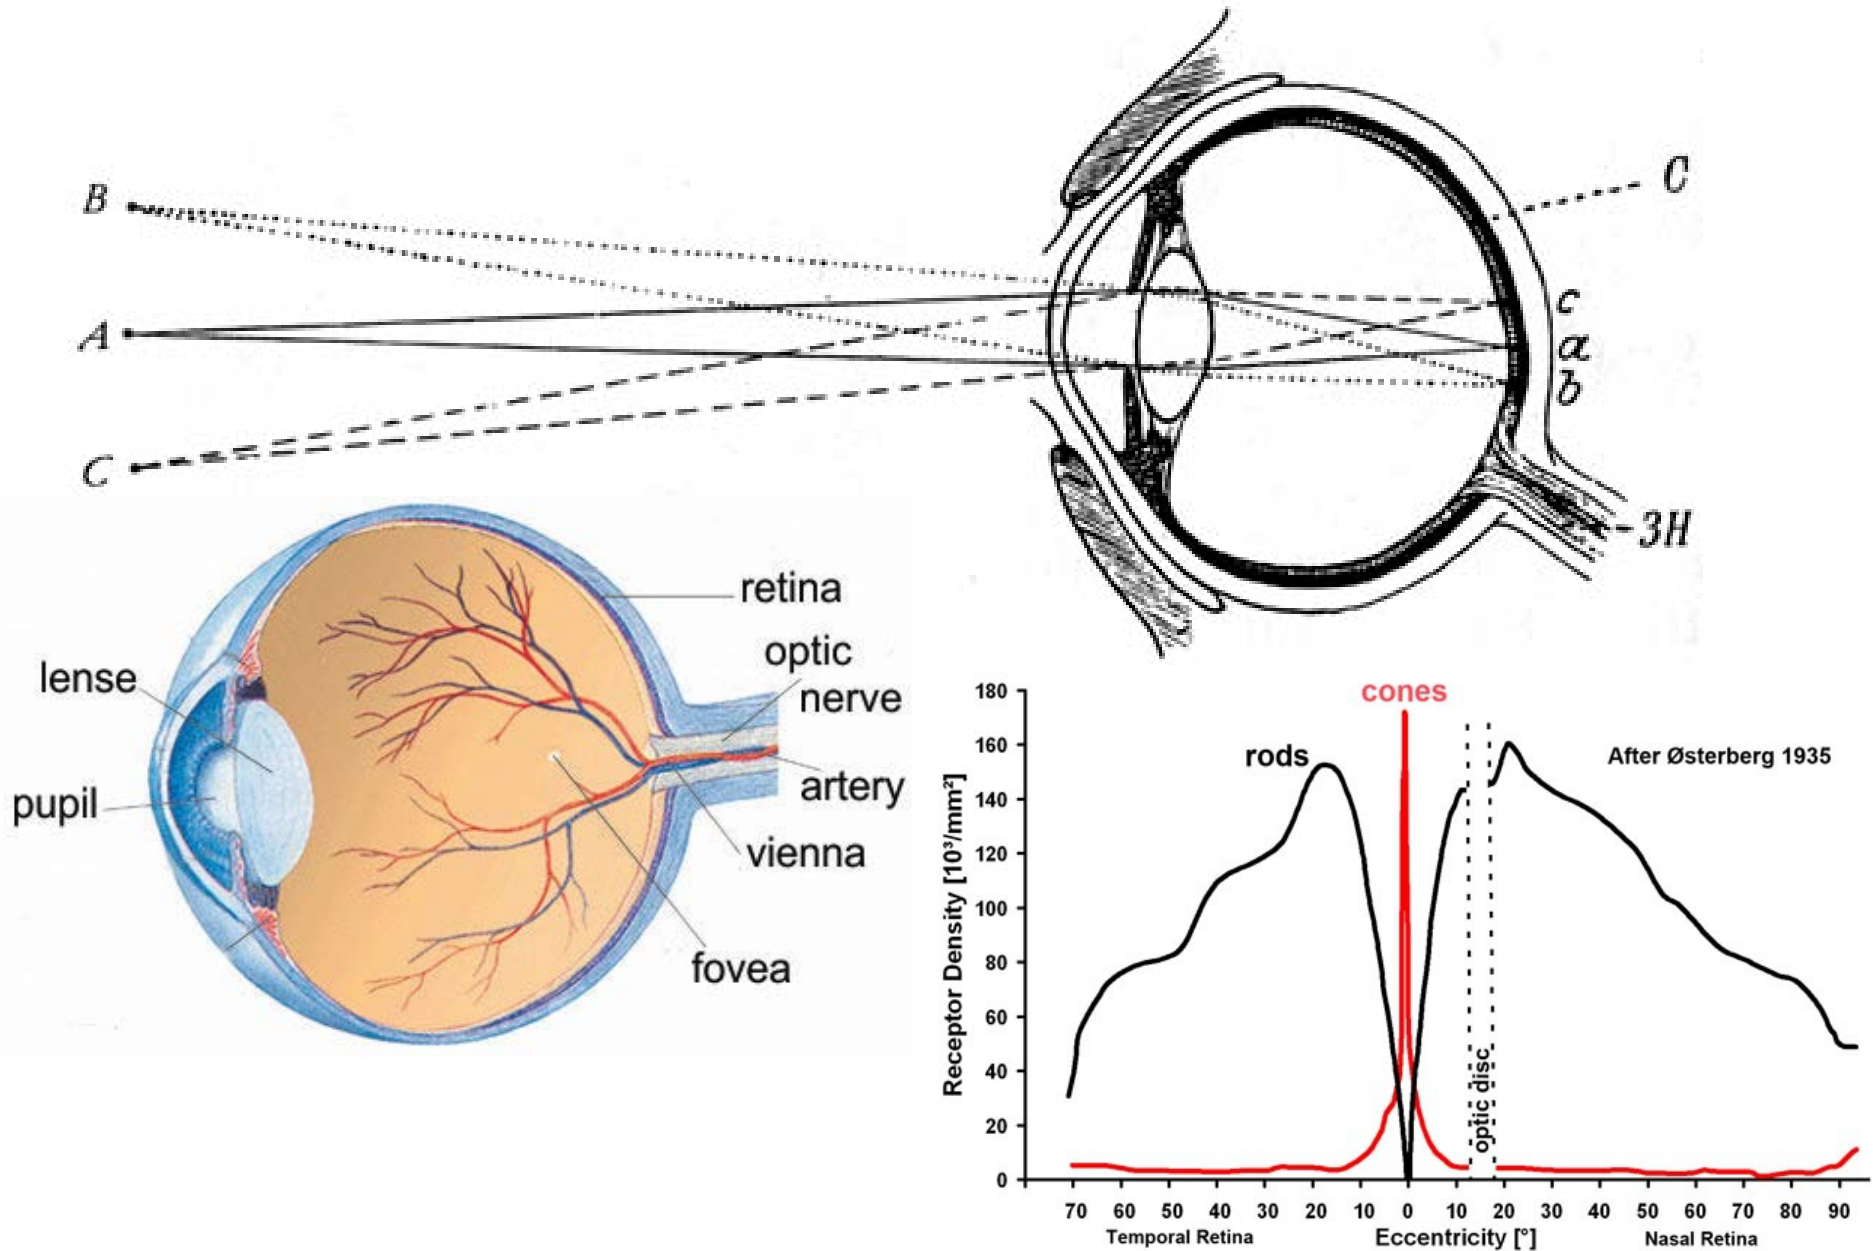 B
A
C
C
c
a
b
3H
retina
optic
nerve
lense
pupil
artery
vienna
fovea
cones
rods
After Østerberg 1935
Receptor Density [10³/mm²]
180
160
140
120
100
80
60
40
20
0
optic disc
70 60 50 40 30 20 10 0 10 20 30 40 50 60 70 80 90
Temporal Retina Eccentricity [°] Nasal Retina